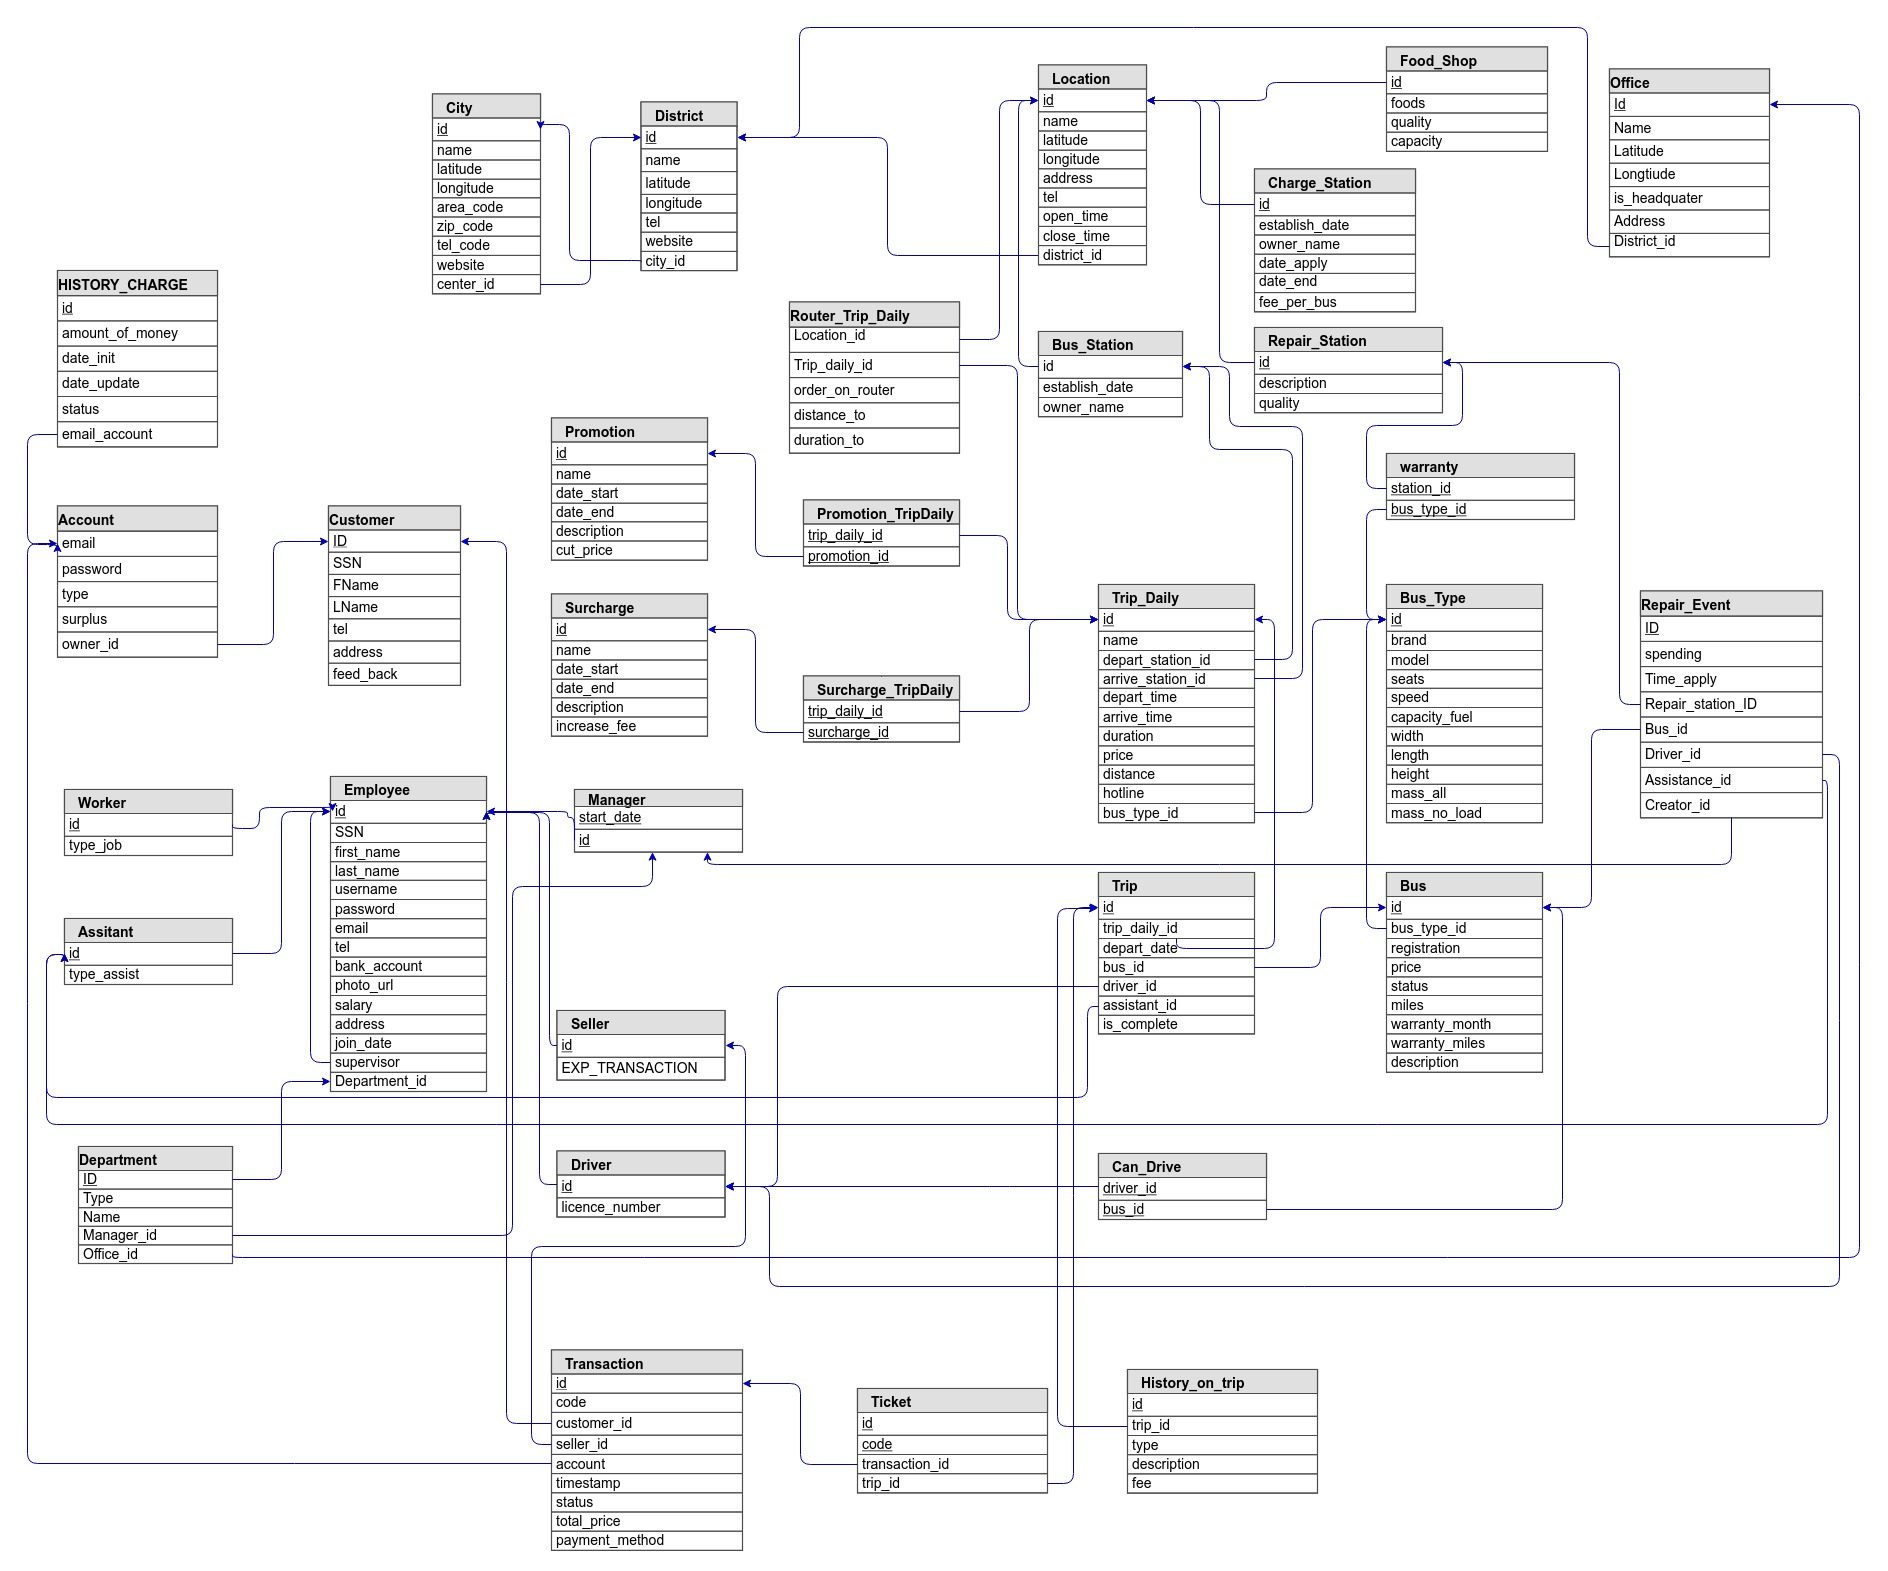 City
id
name
latitude
longitude
area_code
zip_code
tel_code
website
center_id
District
id
name
latitude
longitude
tel
website
city_id
Location
id
name
latitude
longitude
address
tel
open_time
close_time
district_id
Food_Shop
id
foods
quality
capacity
Office
Id
Name
Latitude
Longtiude
is_headquater
Address
District_id
Charge_Station
id
establish_date
owner_name
date_apply
date_end
fee_per_bus
HISTORY_CHARGE
id
amount_of_money
date_init
date_update
status
email_account
Router_Trip_Daily
Location_id
Trip_daily_id
order_on_router
distance_to
duration_to
Bus_Station
id
establish_date
owner_name
Repair_Station
id
description
quality
Promotion
id
name
date_start
date_end
description
cut_price
warranty
station_id
bus_type_id
Account
email
password
type
surplus
owner_id
Customer
ID
SSN
FName
LName
tel
address
feed_back
Promotion_TripDaily
trip_daily_id
promotion_id
Surcharge
id
name
date_start
date_end
description
increase_fee
Surcharge_TripDaily
trip_daily_id
surcharge_id
Trip_Daily
id
name
depart_station_id
arrive_station_id
depart_time
arrive_time
duration
price
distance
hotline
bus_type_id
Bus_Type
id
brand
model
seats
speed
capacity_fuel
width
length
height
mass_all
mass_no_load
Repair_Event
ID
spending
Time_apply
Repair_station_ID
Bus_id
Driver_id
Assistance_id
Creator_id
Worker
id
type_job
Employee
id
SSN
first_name
last_name
username
password
email
tel
bank_account
photo_url
salary
address
join_date
supervisor
Department_id
Manager
start_date
id
Assitant
id
type_assist
Trip
id
trip_daily_id
depart_date
bus_id
driver_id
assistant_id
is_complete
Bus
id
bus_type_id
registration
price
status
miles
warranty_month
warranty_miles
description
Seller
id
EXP_TRANSACTION
Department
ID
Type
Name
Manager_id
Office_id
Driver
id
licence_number
Can_Drive
driver_id
bus_id
Transaction
id
code
customer_id
seller_id
account
timestamp
status
total_price
payment_method
Ticket
id
code
transaction_id
trip_id
History_on_trip
id
trip_id
type
description
fee